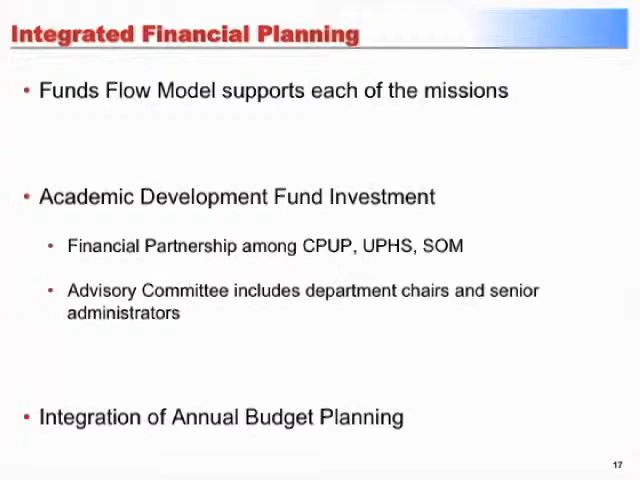 Integrated Financial Planning
• Funds Flow Model supports each of the missions
• Academic Development Fund Investment
• Financial Partnership among CPUP, UPHS, SOM
• Advisory Committee includes department chairs and senior
administrators
• Integration of Annual Budget Planning
17